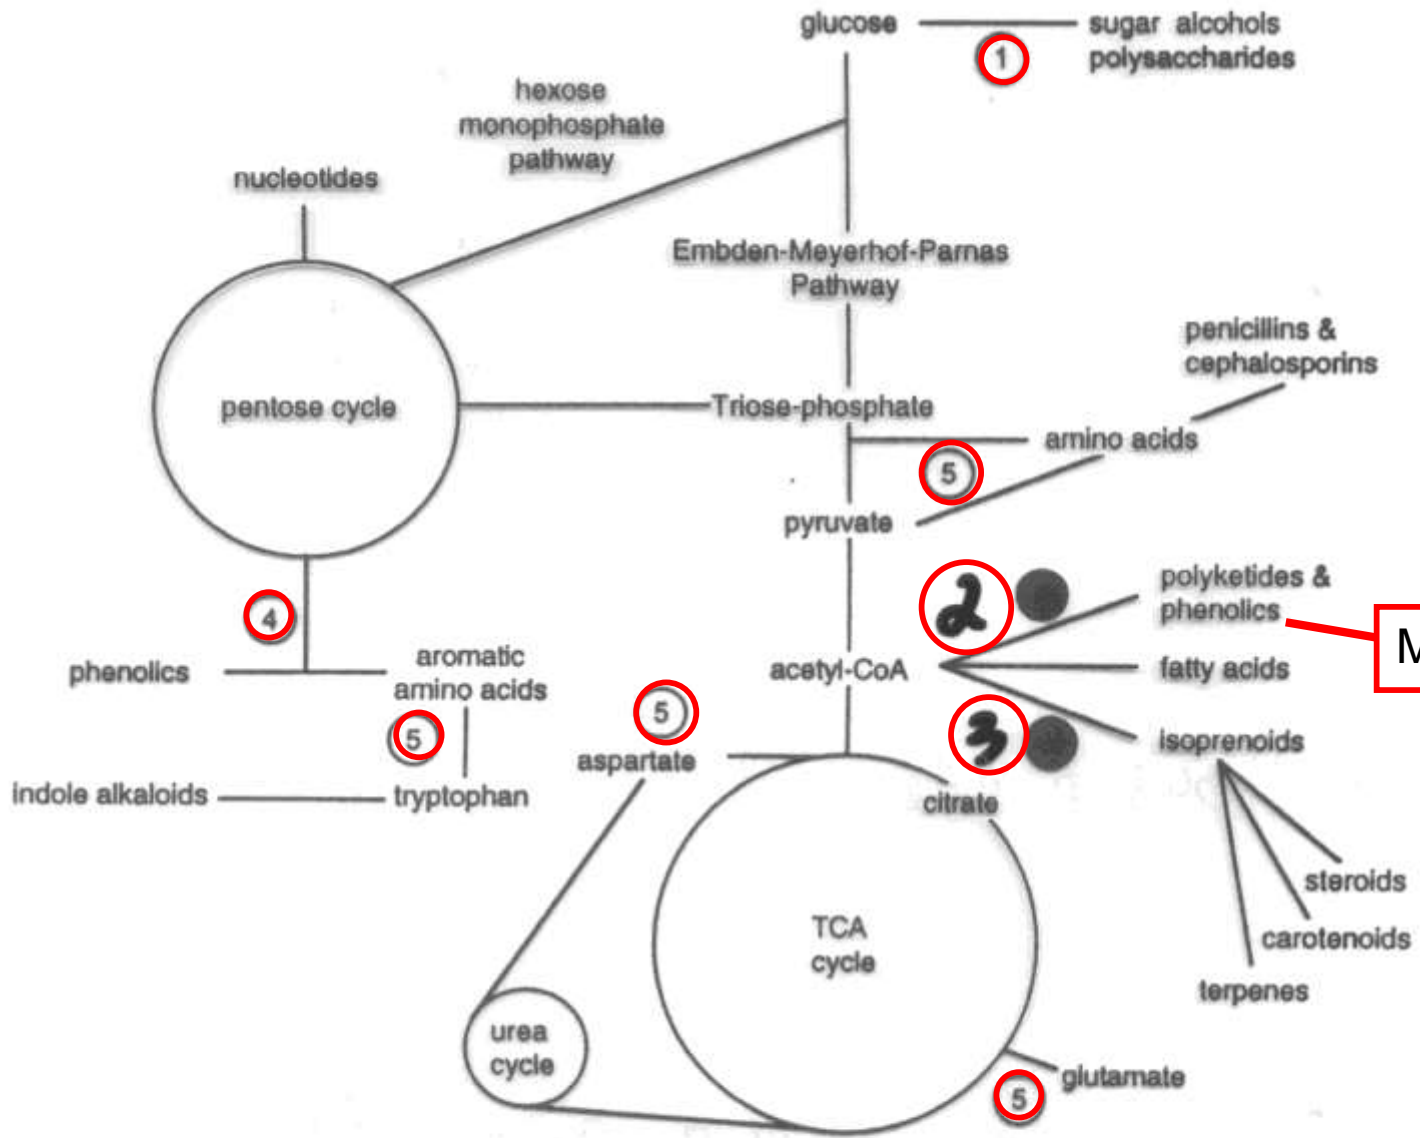 glucose
sugar alcohols
polysaccharides
1
hexose
monophosphate
pathway
nucleotides
Embden-Meyerhof-Parnas
Pathway
penicillins &
cephalosporins
pentose cycle
Triose-phosphate
amino acids
5
pyruvate
2
polyketides &
phenolics
M
4
phenolics
aromatic
amino acids
acetyl-CoA
fatty acids
5
5
3
isoprenoids
aspartate
indole alkaloids
tryptophan
citrate
steroids
TCA
cycle
carotenoids
terpenes
urea
cycle
glutamate
5